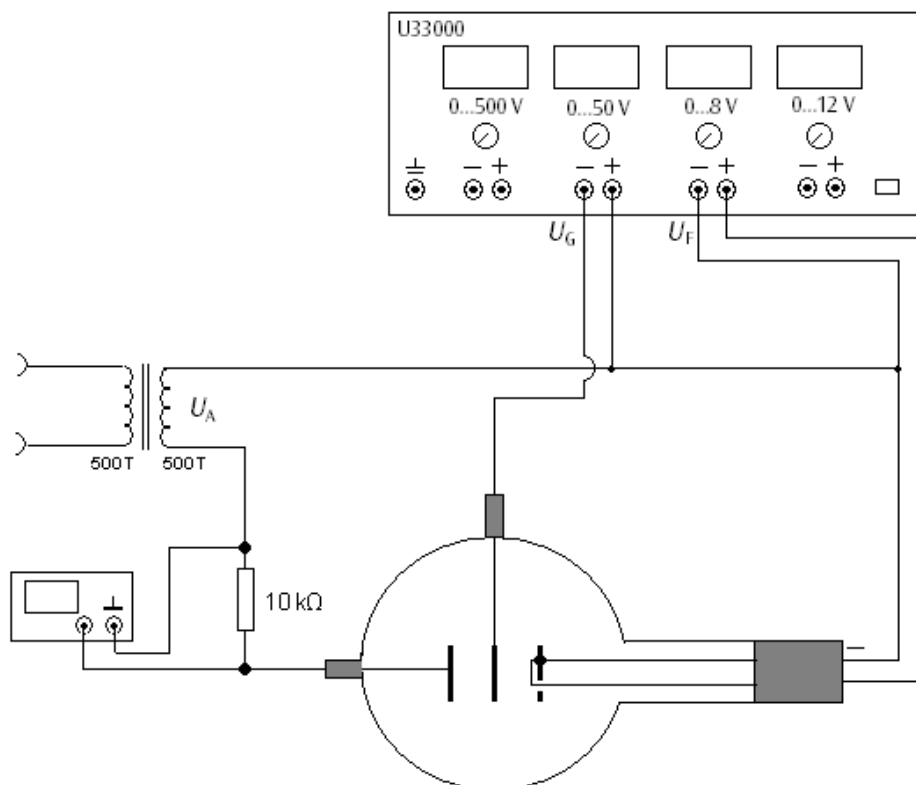 U33000
0...500 V 0...50 V 0...8 V 0...12 V
− + − + − + − +
U_G U_F
U_A
500T 500T
10 kΩ
−